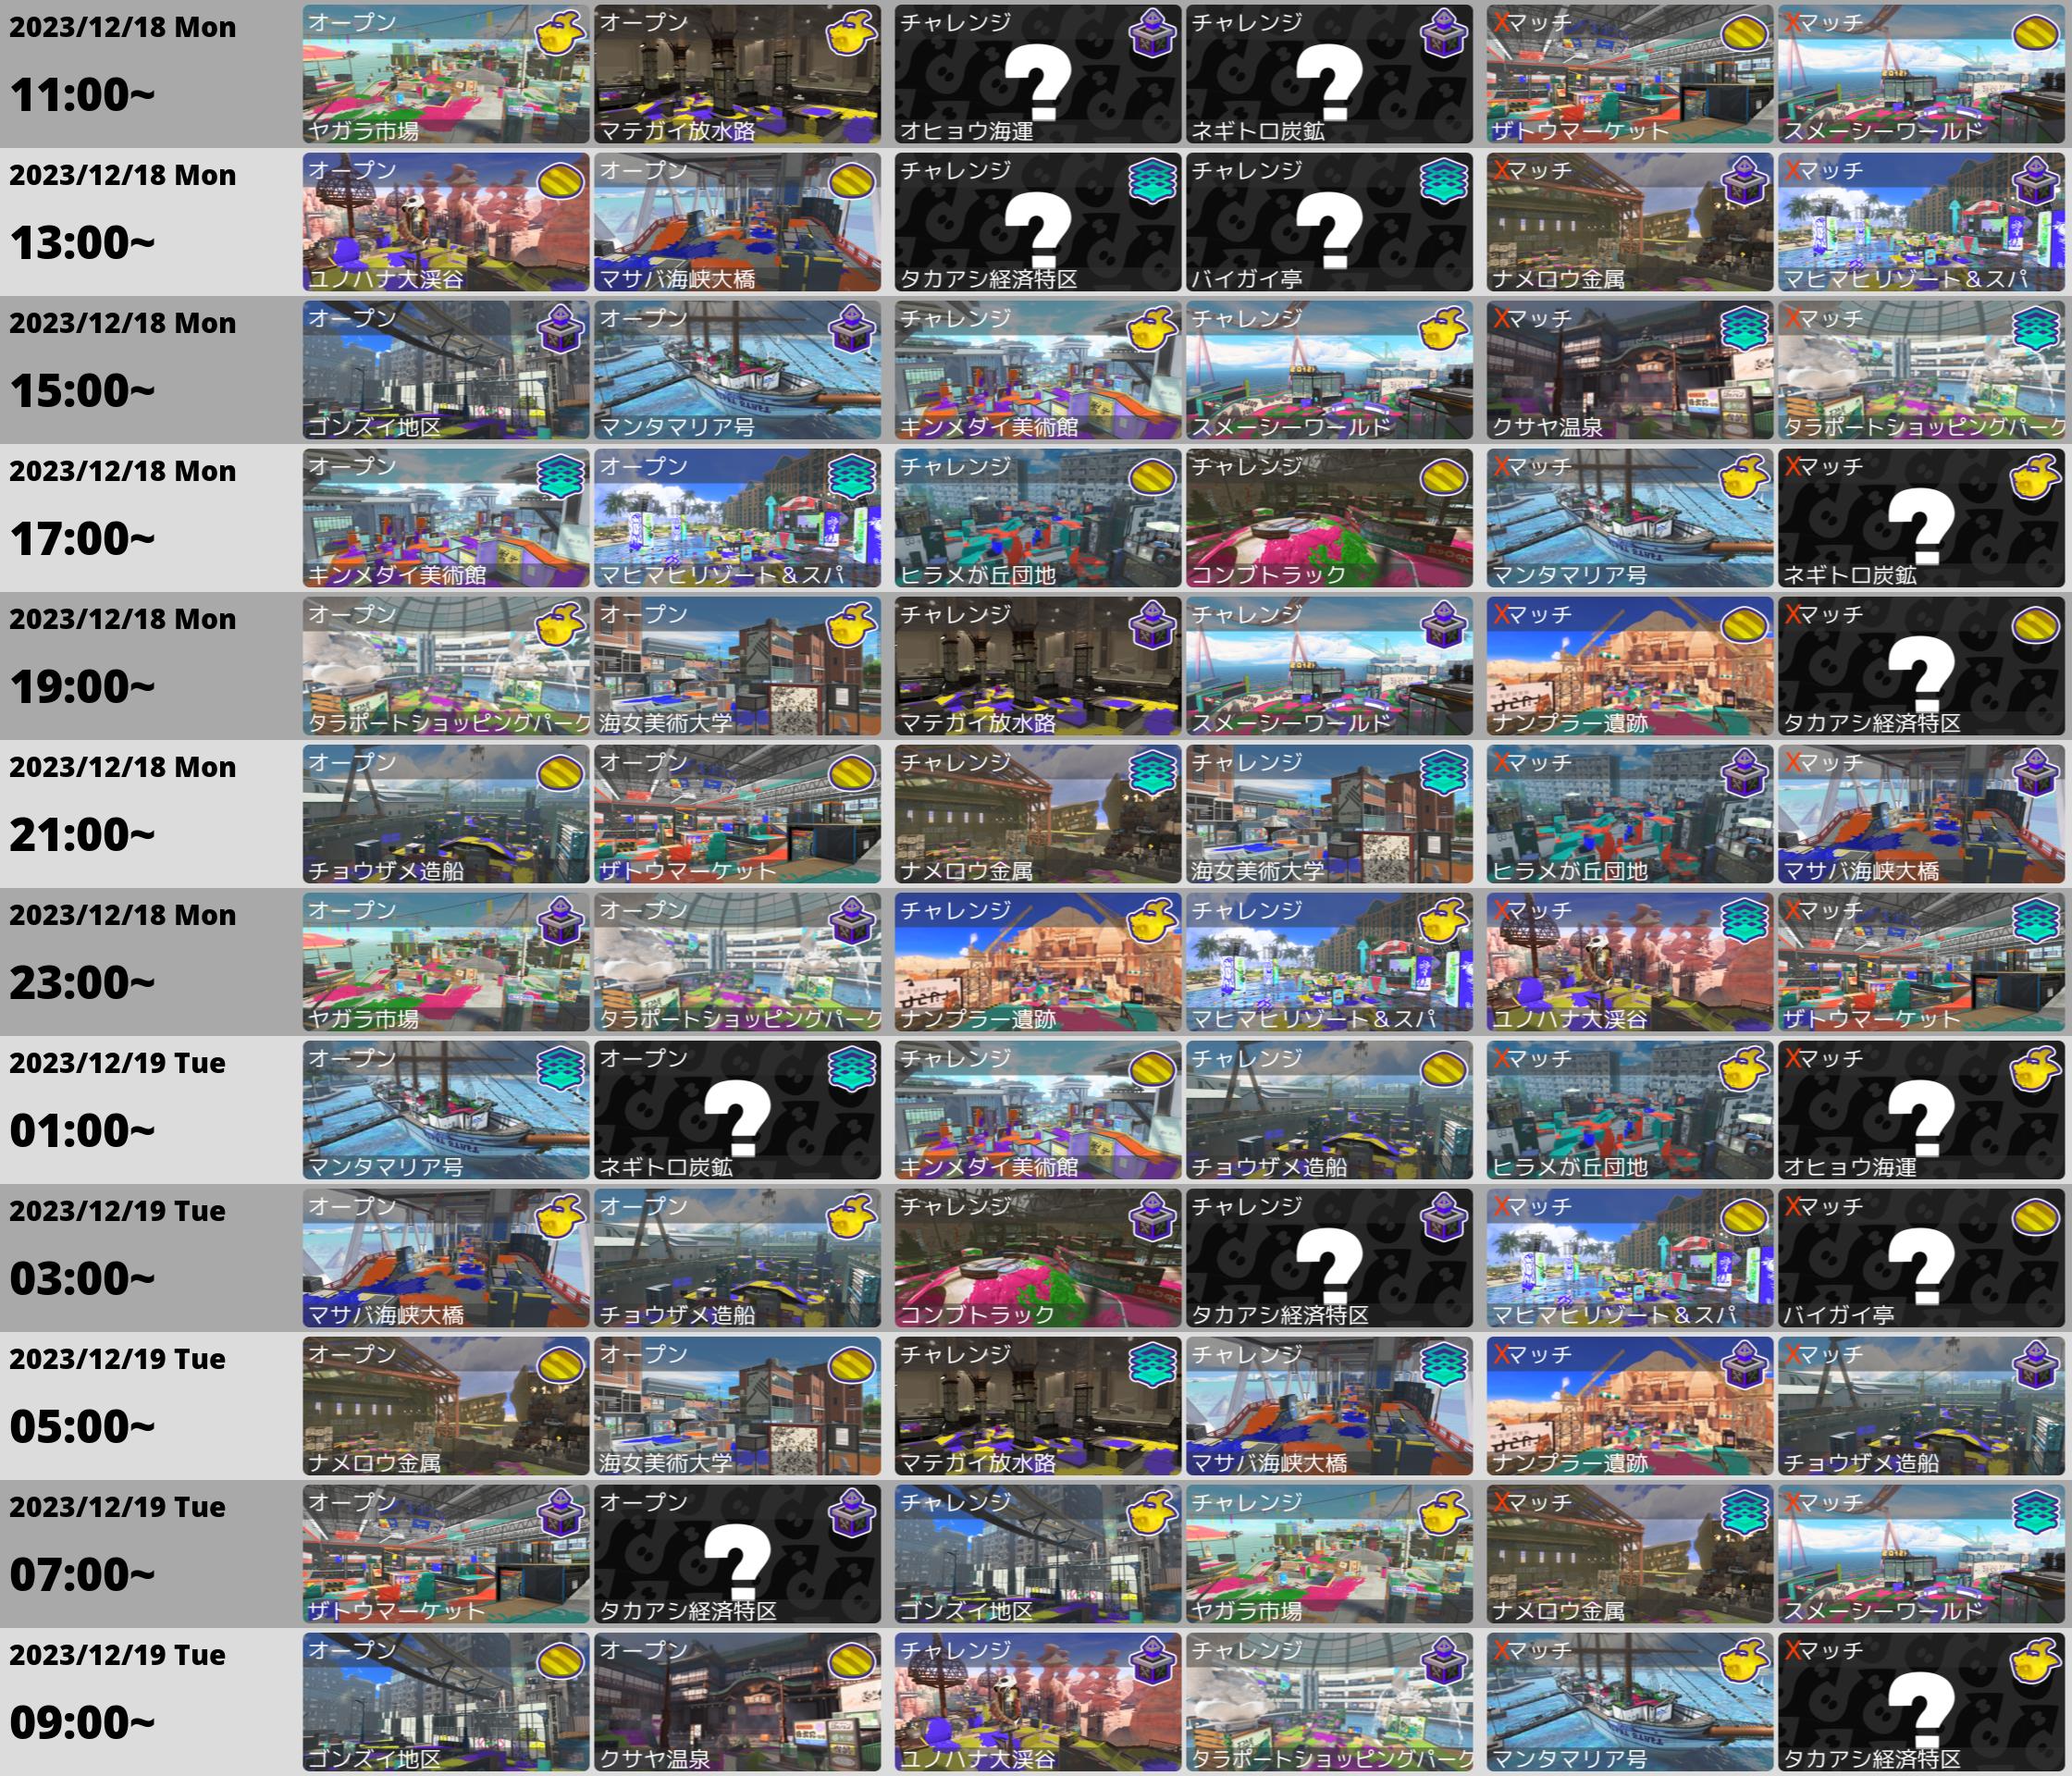 2023/12/18 Mon
11:00~
オープン
ヤガラ市場
オープン
マテガイ放水路
チャレンジ
オヒョウ海運
チャレンジ
ネギトロ炭鉱
Xマッチ
ザトウマーケット
Xマッチ
スメーシーワールド
2023/12/18 Mon
13:00~
オープン
ユノハナ大渓谷
オープン
マサバ海峡大橋
チャレンジ
タカアシ経済特区
チャレンジ
バイガイ亭
Xマッチ
ナメロウ金属
Xマッチ
マヒマヒリゾート&スパ
2023/12/18 Mon
15:00~
オープン
ゴンズイ地区
オープン
マンタマリア号
チャレンジ
キンメダイ美術館
チャレンジ
スメーシーワールド
Xマッチ
クサヤ温泉
Xマッチ
タラポートショッピングパーク
2023/12/18 Mon
17:00~
オープン
キンメダイ美術館
オープン
マヒマヒリゾート&スパ
チャレンジ
ヒラメが丘団地
チャレンジ
コンブトラック
Xマッチ
マンタマリア号
Xマッチ
ネギトロ炭鉱
2023/12/18 Mon
19:00~
オープン
タラポートショッピングパーク
オープン
海女美術大学
チャレンジ
マテガイ放水路
チャレンジ
スメーシーワールド
Xマッチ
ナンプラー遺跡
Xマッチ
タカアシ経済特区
2023/12/18 Mon
21:00~
オープン
チョウザメ造船
オープン
ザトウマーケット
チャレンジ
ナメロウ金属
チャレンジ
海女美術大学
Xマッチ
ヒラメが丘団地
Xマッチ
マサバ海峡大橋
2023/12/18 Mon
23:00~
オープン
ヤガラ市場
オープン
タラポートショッピングパーク
チャレンジ
ナンプラー遺跡
チャレンジ
マヒマヒリゾート&スパ
Xマッチ
ユノハナ大渓谷
Xマッチ
ザトウマーケット
2023/12/19 Tue
01:00~
オープン
マンタマリア号
オープン
ネギトロ炭鉱
チャレンジ
キンメダイ美術館
チャレンジ
チョウザメ造船
Xマッチ
ヒラメが丘団地
Xマッチ
オヒョウ海運
2023/12/19 Tue
03:00~
オープン
マサバ海峡大橋
オープン
チョウザメ造船
チャレンジ
コンブトラック
チャレンジ
タカアシ経済特区
Xマッチ
マヒマヒリゾート&スパ
Xマッチ
バイガイ亭
2023/12/19 Tue
05:00~
オープン
ナメロウ金属
オープン
海女美術大学
チャレンジ
マテガイ放水路
チャレンジ
マサバ海峡大橋
Xマッチ
ナンプラー遺跡
Xマッチ
チョウザメ造船
2023/12/19 Tue
07:00~
オープン
ザトウマーケット
オープン
タカアシ経済特区
チャレンジ
ゴンズイ地区
チャレンジ
ヤガラ市場
Xマッチ
ナメロウ金属
Xマッチ
スメーシーワールド
2023/12/19 Tue
09:00~
オープン
ゴンズイ地区
オープン
クサヤ温泉
チャレンジ
ユノハナ大渓谷
チャレンジ
タラポートショッピングパーク
Xマッチ
マンタマリア号
Xマッチ
タカアシ経済特区